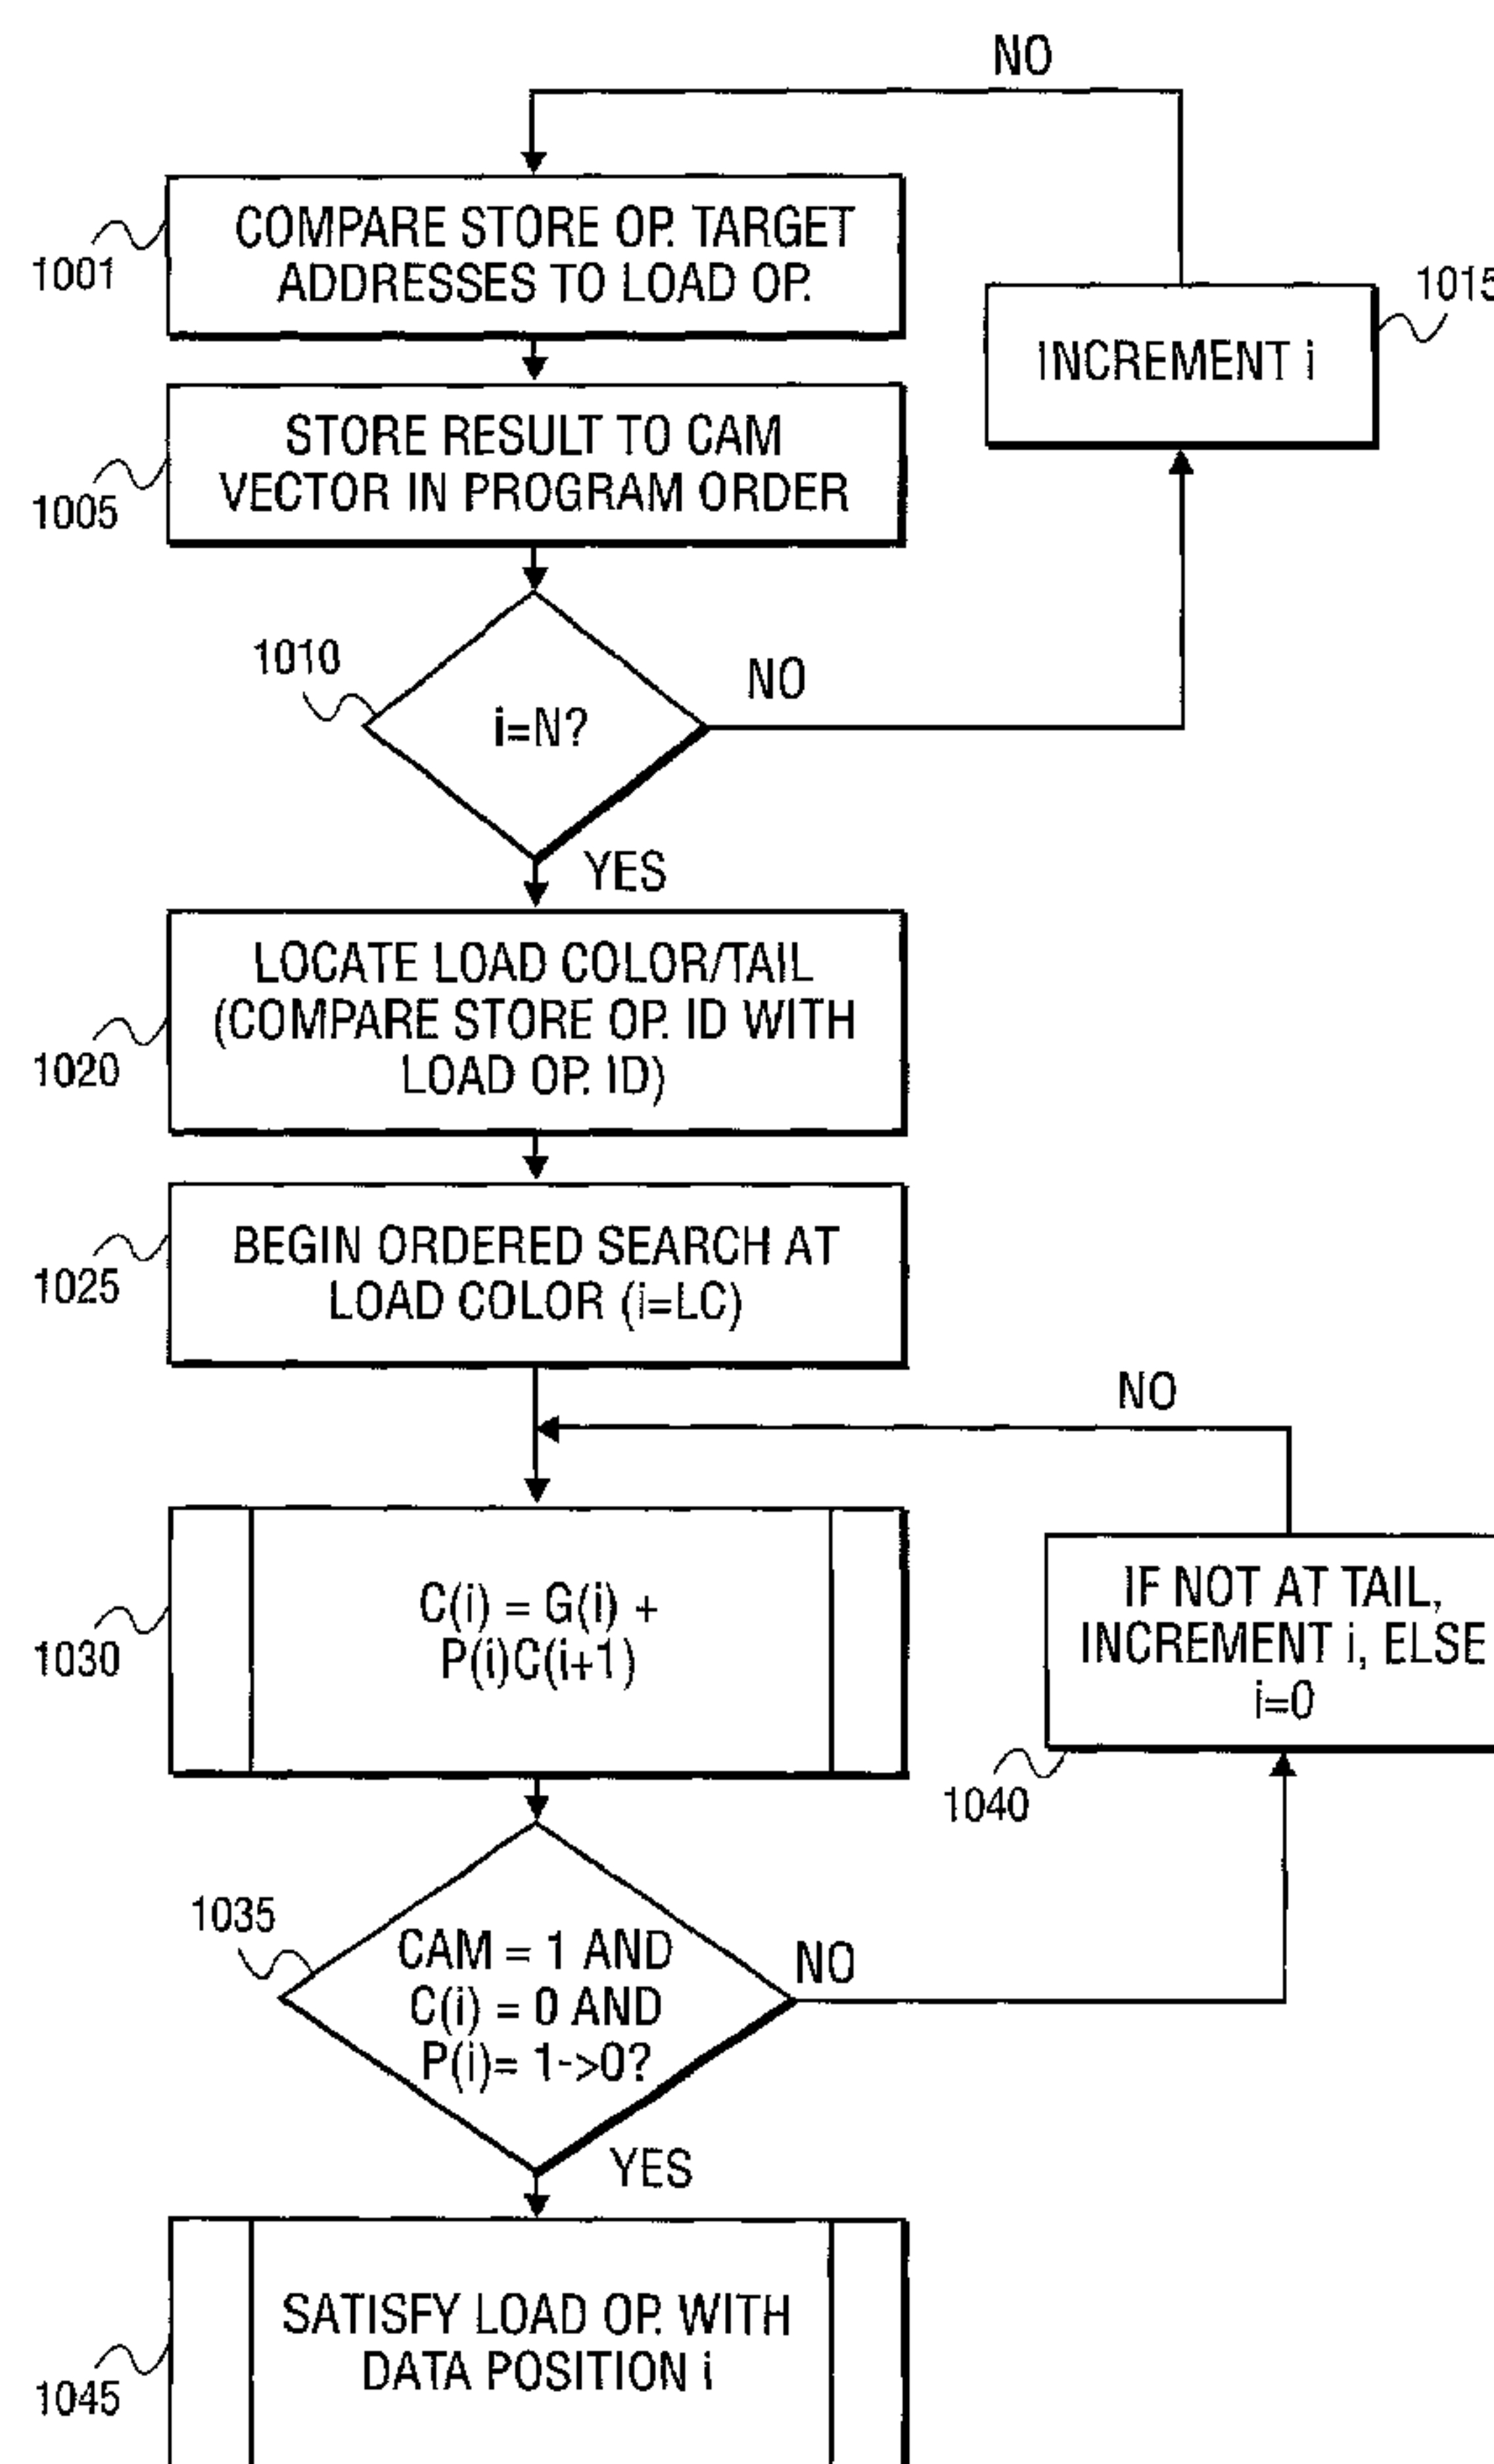 NO
COMPARE STORE OP. TARGET
ADDRESSES TO LOAD OP.
1001
INCREMENT i
1015
STORE RESULT TO CAM
VECTOR IN PROGRAM ORDER
1005
1010
i=N?
NO
YES
LOCATE LOAD COLOR/TAIL
(COMPARE STORE OP. ID WITH
LOAD OP. ID)
1020
BEGIN ORDERED SEARCH AT
LOAD COLOR (i=LC)
1025
NO
C(i) = G(i) +
P(i)C(i+1)
1030
IF NOT AT TAIL,
INCREMENT i, ELSE
i=0
1040
1035
CAM = 1 AND
C(i) = 0 AND
P(i)= 1->0?
NO
YES
SATISFY LOAD OP. WITH
DATA POSITION i
1045